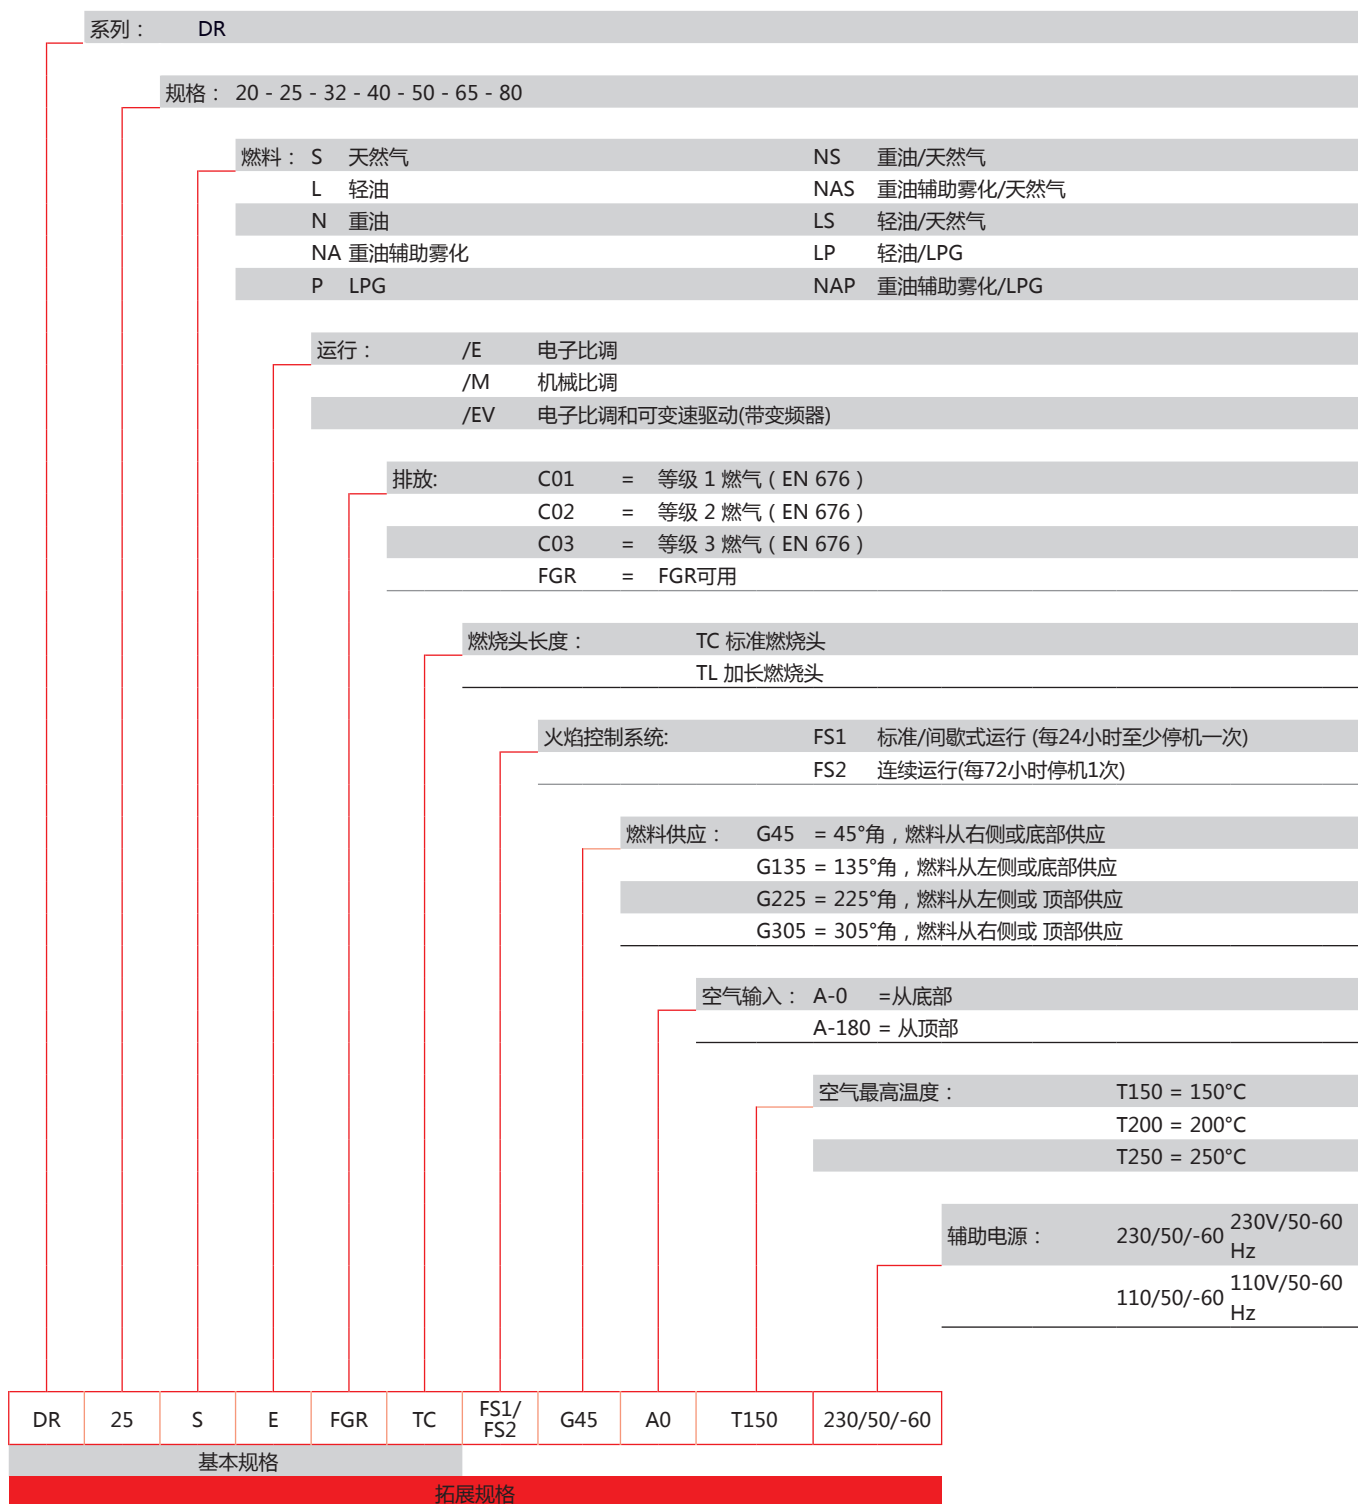 系列： DR
规格： 20 - 25 - 32 - 40 - 50 - 65 - 80
燃料： S 天然气 NS 重油/天然气
L 轻油 NAS 重油辅助雾化/天然气
N 重油 LS 轻油/天然气
NA 重油辅助雾化 LP 轻油/LPG
P LPG NAP 重油辅助雾化/LPG
运行： /E 电子比调
/M 机械比调
/EV 电子比调和可变速驱动(带变频器)
排放: C01 = 等级 1 燃气（EN 676）
C02 = 等级 2 燃气（EN 676）
C03 = 等级 3 燃气（EN 676）
FGR = FGR可用
燃烧头长度： TC 标准燃烧头
TL 加长燃烧头
火焰控制系统: FS1 标准/间歇式运行 (每24小时至少停机一次)
FS2 连续运行(每72小时停机1次)
燃料供应： G45 = 45°角，燃料从右侧或底部供应
G135 = 135°角，燃料从左侧或底部供应
G225 = 225°角，燃料从左侧或 顶部供应
G305 = 305°角，燃料从右侧或 顶部供应
空气输入： A-0 =从底部
A-180 = 从顶部
空气最高温度： T150 = 150°C
T200 = 200°C
T250 = 250°C
辅助电源： 230/50/-60 230V/50-60
Hz
110/50/-60 110V/50-60
Hz
DR 25 S E FGR TC FS1/
FS2 G45 A0 T150 230/50/-60
基本规格
拓展规格